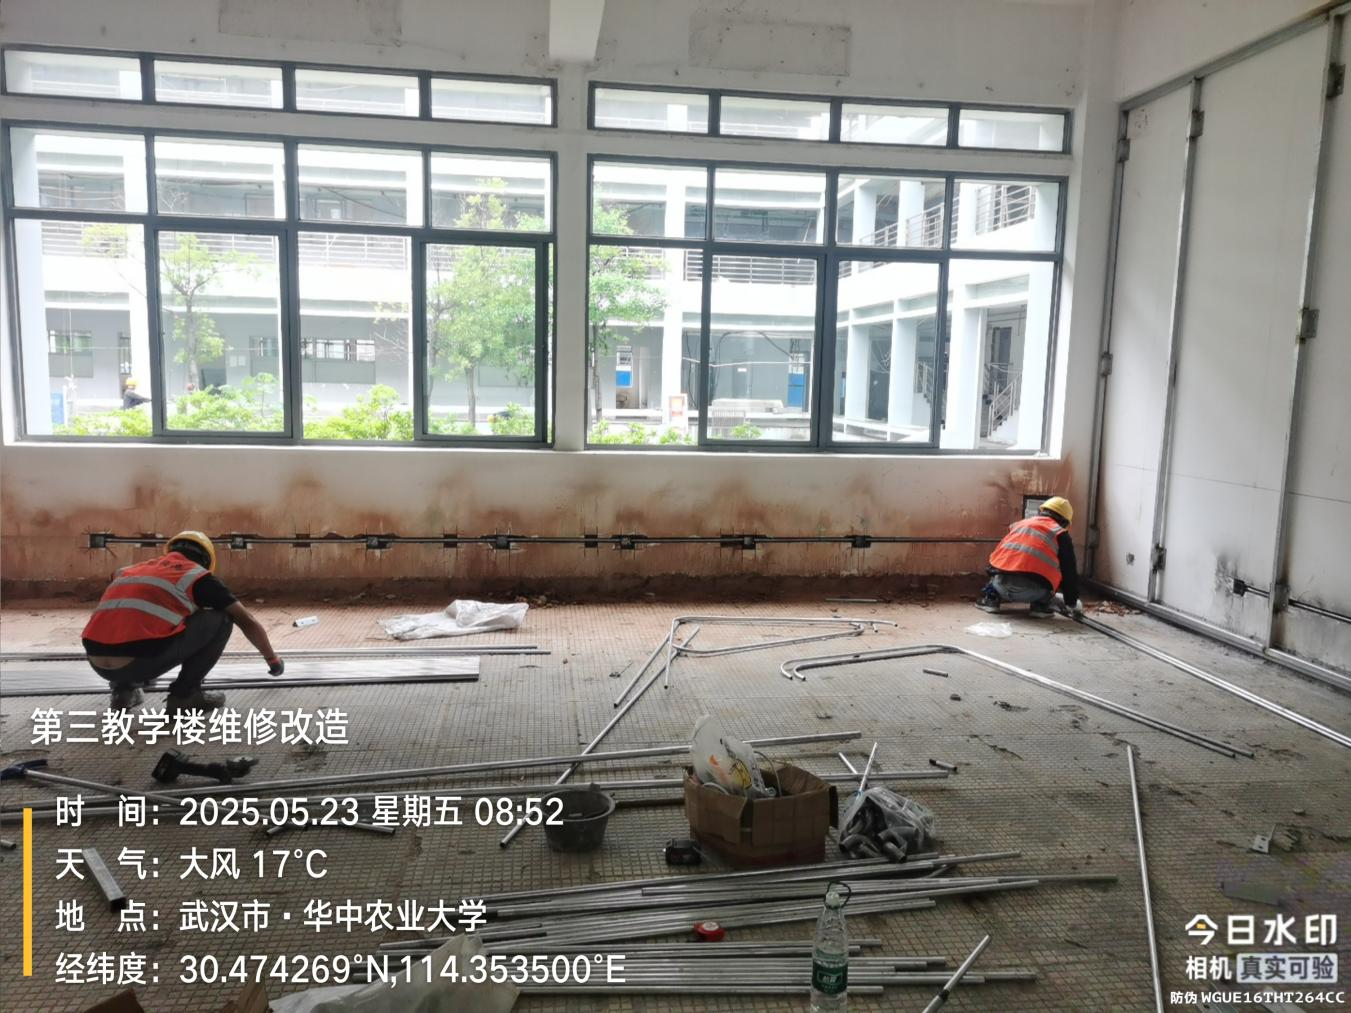 第三教学楼维修改造
时 间：2025.05.23 星期五 08:52
天 气：大风 17°C
地 点：武汉市·华中农业大学
经纬度：30.474269°N,114.353500°E
今日水印
相机 真实可验
防伪 WGUE16THT264CC